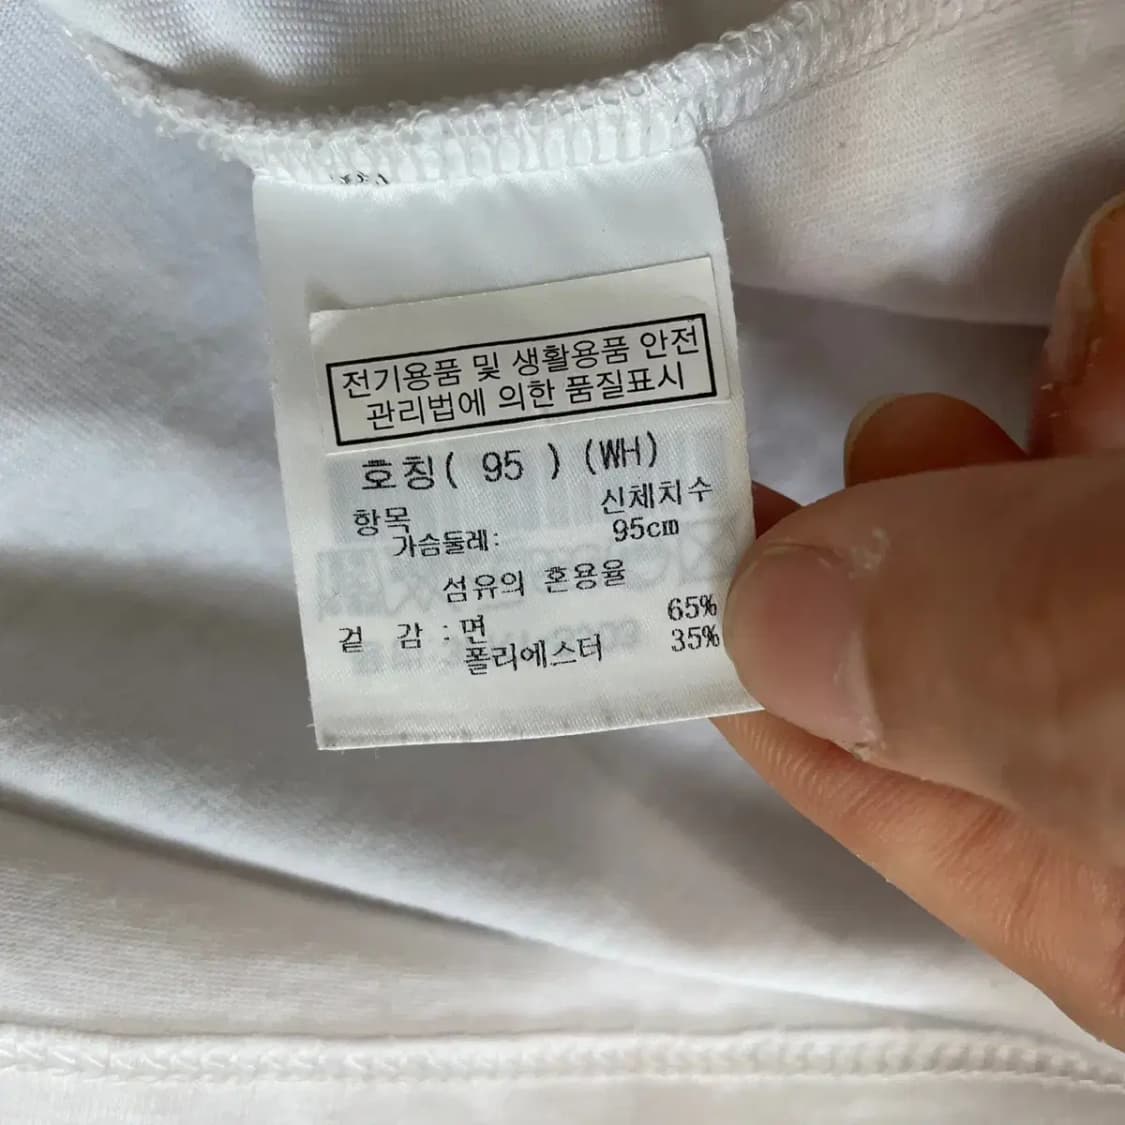 전기용품 및 생활용품 안전
관리법에 의한 품질표시
호칭( 95 ) (WH)
항목 신체치수
가슴둘레: 95cm
섬유의 혼용율
겉 감 : 면 65%
폴리에스터 35%